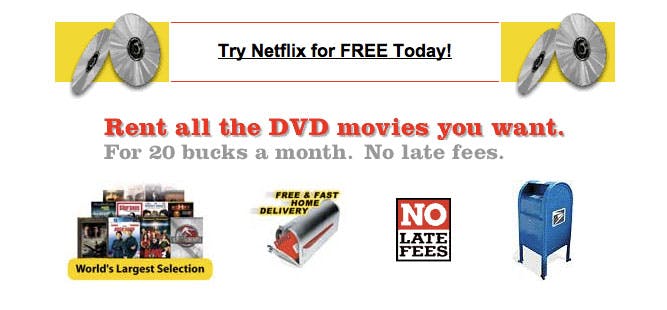 Try Netflix for FREE Today!
Rent all the DVD movies you want.
For 20 bucks a month. No late fees.
FREE & FAST
HOME
DELIVERY
NO
LATE
FEES
World's Largest Selection